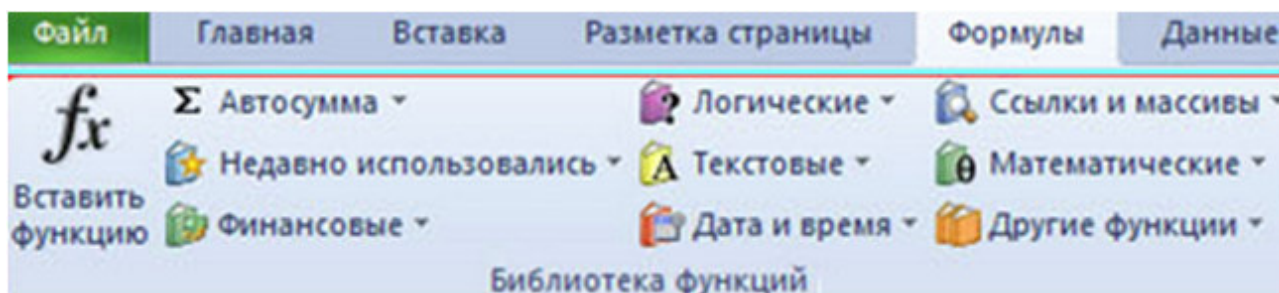 Файл Главная Вставка Разметка страницы Формулы Данные
fx Σ Автосумма Логические Ссылки и массивы
Недавно использовались Текстовые Математические
Вставить функцию Финансовые Дата и время Другие функции
Библиотека функций